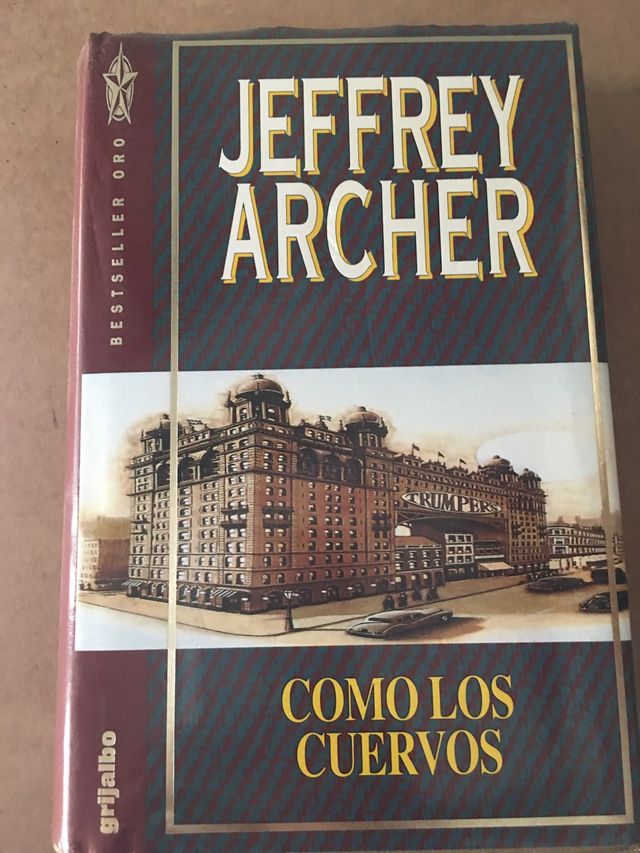 BESTSELLER ORO
JEFFREY
ARCHER
TRUMPERS
COMO LOS
CUERVOS
grijalbo